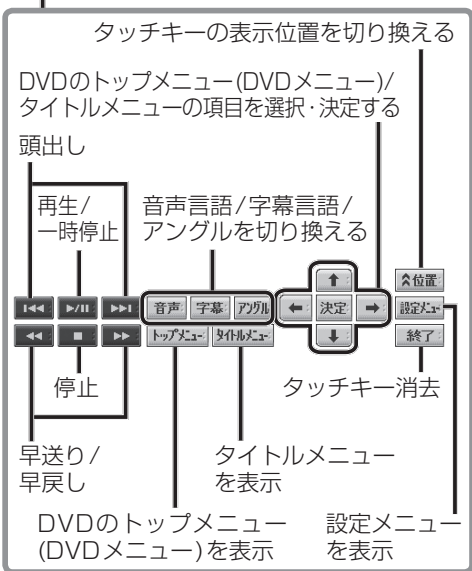 タッチキーの表示位置を切り換える
DVDのトップメニュー(DVDメニュー)/
タイトルメニューの項目を選択・決定する
頭出し
再生/
一時停止
音声言語/字幕言語/
アングルを切り換える
音声 字幕 アングル 決定 位置
トップメニュー タイトルメニュー 設定メニュー
終了
停止
タッチキー消去
早送り/
早戻し
タイトルメニュー
を表示
DVDのトップメニュー
(DVDメニュー)を表示
設定メニュー
を表示